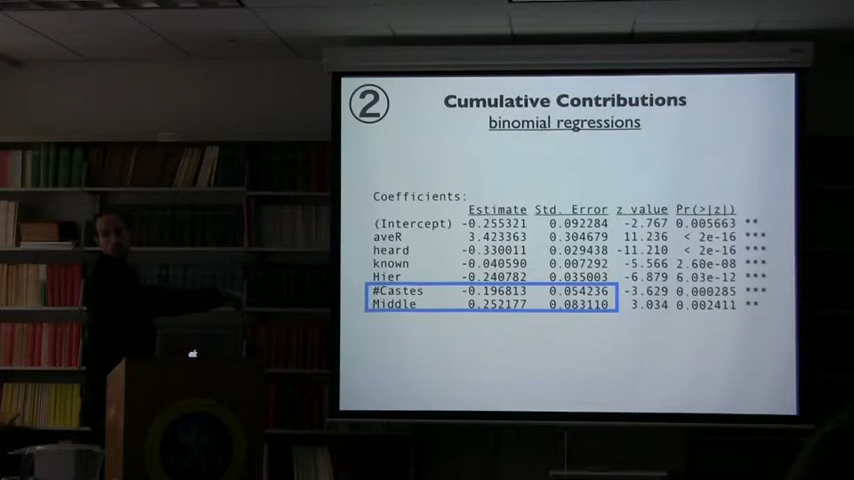 2
Cumulative Contributions
binomial regressions
Coefficients:
Estimate Std. Error z value Pr(>|z|)
(Intercept) -0.255321 0.092284 -2.767 0.005663 **
aveR 3.423363 0.304679 11.236 < 2e-16 ***
heard -0.330011 0.029438 -11.210 < 2e-16 ***
known -0.040590 0.007292 -5.566 2.60e-08 ***
Hier -0.240782 0.035003 -6.879 6.03e-12 ***
#Castes -0.196813 0.054236 -3.629 0.000285 ***
Middle 0.252177 0.083110 3.034 0.002411 **